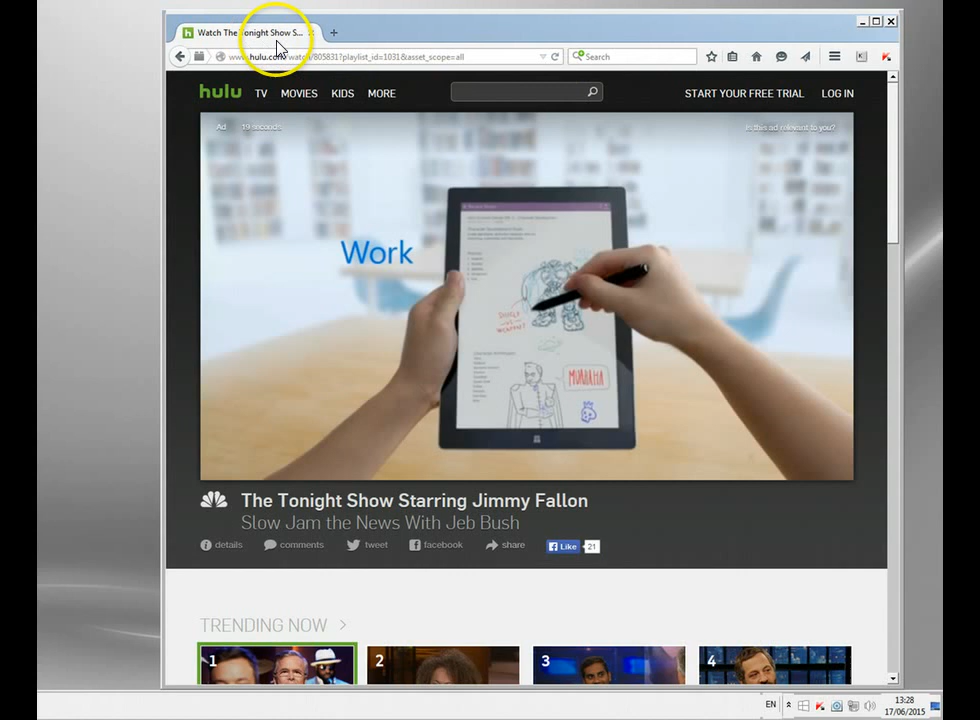 Watch The Tonight Show S...
www.hulu.com/watch/805831?playlist_id=1031&asset_scope=all
Search
hulu
TV
MOVIES
KIDS
MORE
START YOUR FREE TRIAL
LOG IN
Ad
19 seconds
Is this ad relevant to you?
Work
MUAHAHA
The Tonight Show Starring Jimmy Fallon
Slow Jam the News With Jeb Bush
details
comments
tweet
facebook
share
Like
21
TRENDING NOW
1
2
3
4
EN
13:28
17/06/2015